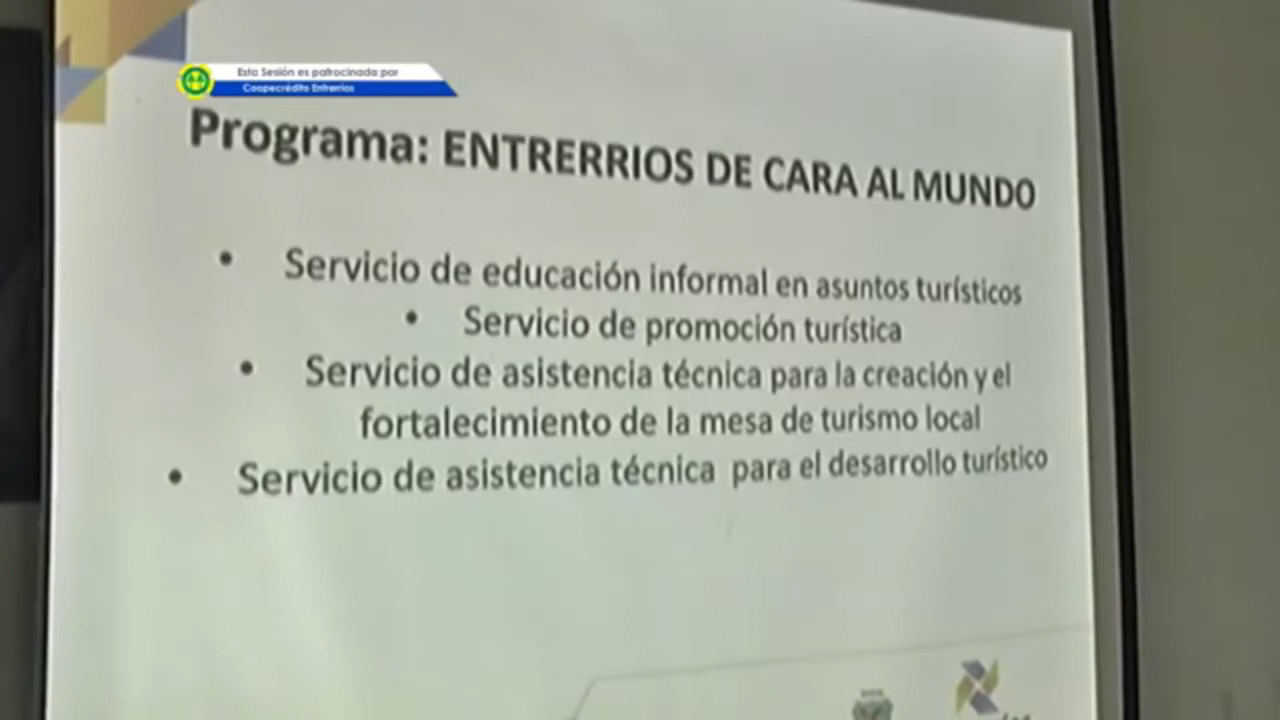 Esta Sesión es patrocinada por
Coopecrédito Entrerríos
Programa: ENTRERRIOS DE CARA AL MUNDO
• Servicio de educación informal en asuntos turísticos
• Servicio de promoción turística
• Servicio de asistencia técnica para la creación y el
fortalecimiento de la mesa de turismo local
• Servicio de asistencia técnica para el desarrollo turístico